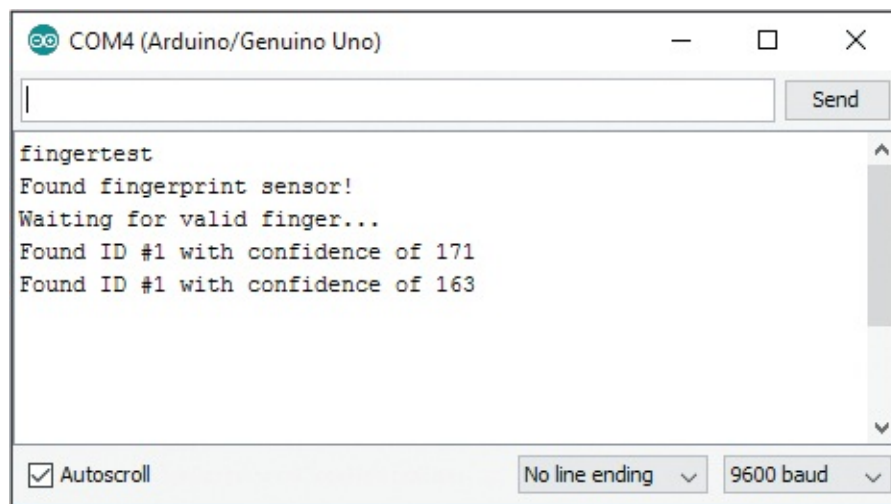 COM4 (Arduino/Genuino Uno)
Send
fingertest
Found fingerprint sensor!
Waiting for valid finger...
Found ID #1 with confidence of 171
Found ID #1 with confidence of 163
Autoscroll
No line ending
9600 baud